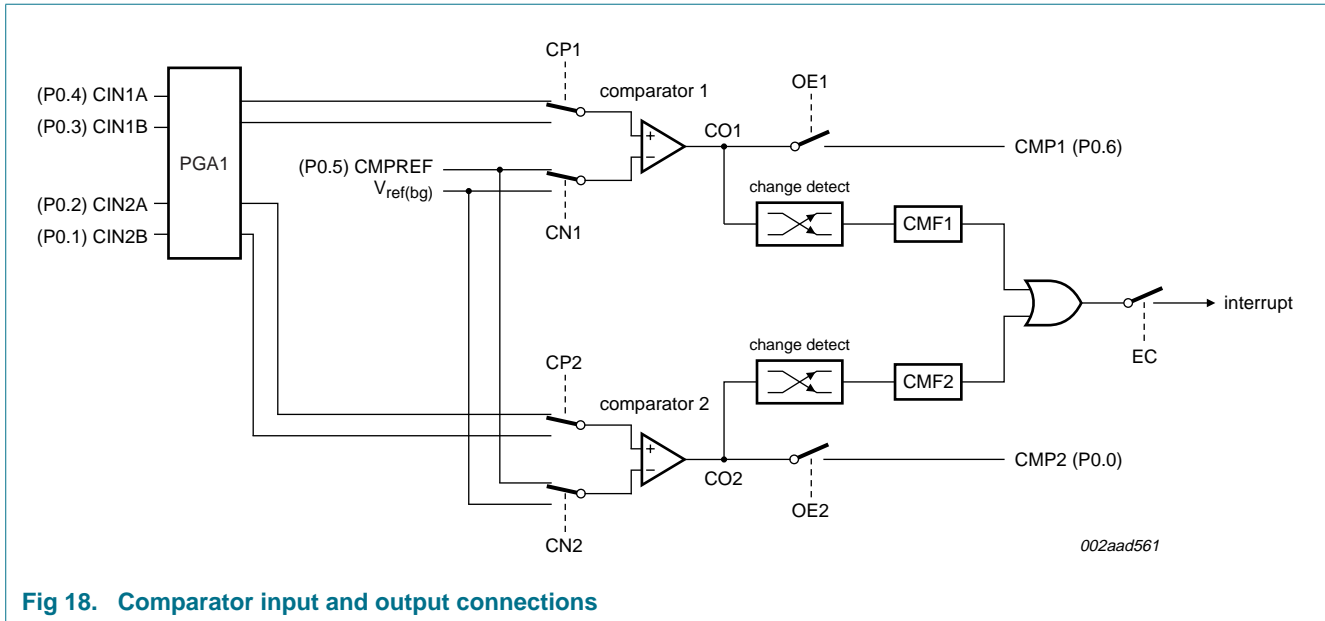 CP1
OE1
comparator 1
(P0.4) CIN1A
(P0.3) CIN1B
PGA1
+
−
CO1
CMP1 (P0.6)
(P0.5) CMPREF
Vref(bg)
change detect
CMF1
(P0.2) CIN2A
(P0.1) CIN2B
CN1
interrupt
EC
change detect
CMF2
CP2
comparator 2
+
−
CO2
CMP2 (P0.0)
OE2
CN2
002aad561
Fig 18. Comparator input and output connections